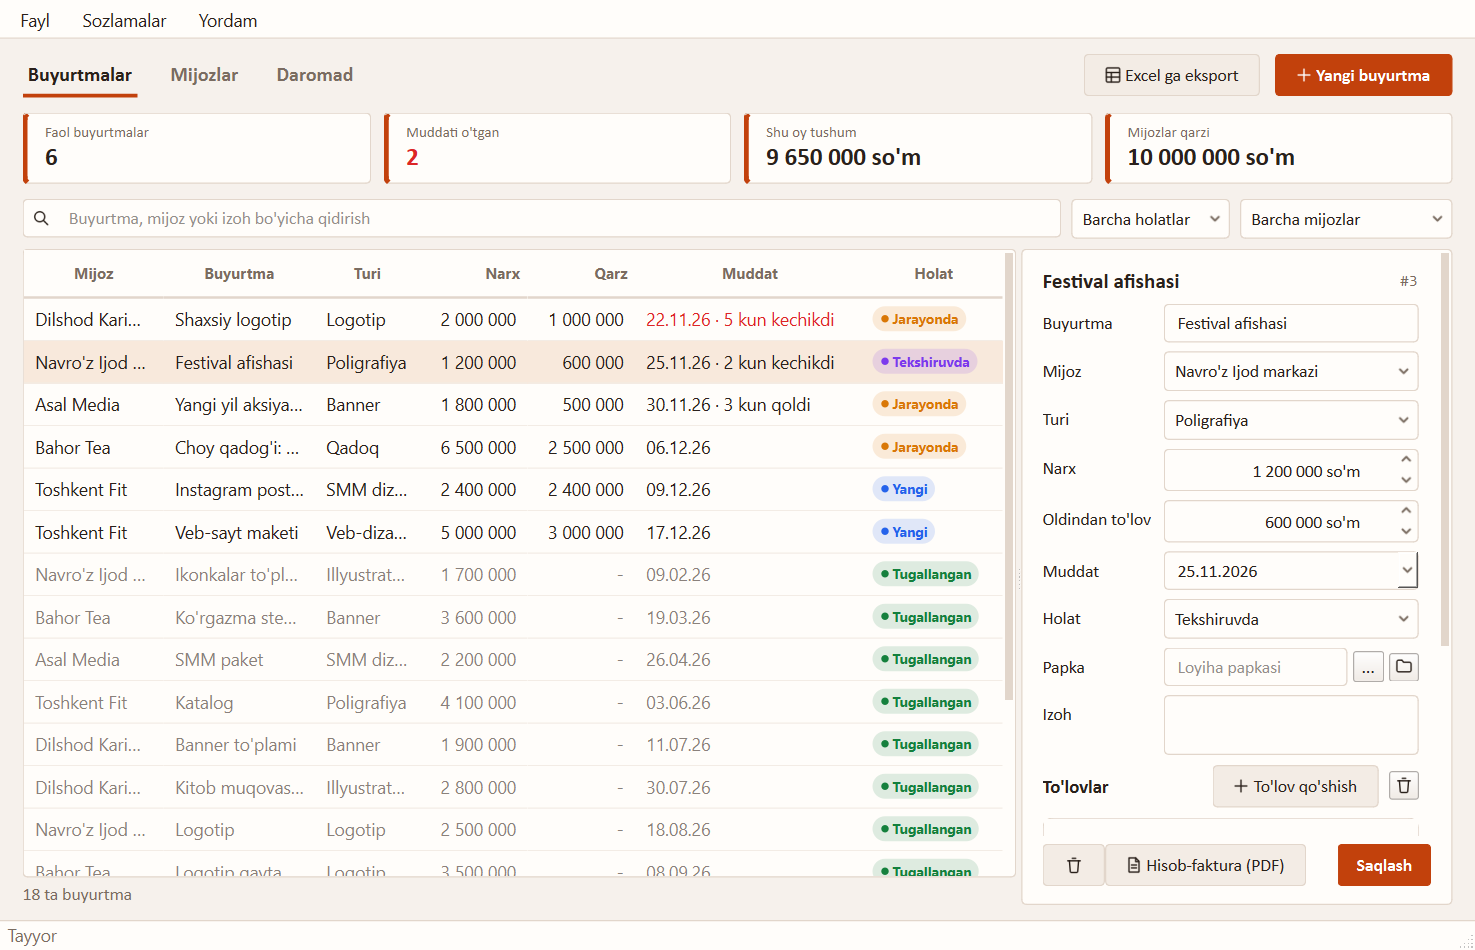 Fayl Sozlamalar Yordam
Buyurtmalar Mijozlar Daromad Excel ga eksport + Yangi buyurtma
Faol buyurtmalar Muddati o'tgan Shu oy tushum Mijozlar qarzi
6 2 9 650 000 so'm 10 000 000 so'm
Buyurtma, mijoz yoki izoh bo'yicha qidirish Barcha holatlar Barcha mijozlar
Mijoz Buyurtma Turi Narx Qarz Muddat Holat
Dilshod Kari... Shaxsiy logotip Logotip 2 000 000 1 000 000 22.11.26 · 5 kun kechikdi Jarayonda
Navro'z Ijod ... Festival afishasi Poligrafiya 1 200 000 600 000 25.11.26 · 2 kun kechikdi Tekshiruvda
Asal Media Yangi yil aksiya... Banner 1 800 000 500 000 30.11.26 · 3 kun qoldi Jarayonda
Bahor Tea Choy qadog'i: ... Qadoq 6 500 000 2 500 000 06.12.26 Jarayonda
Toshkent Fit Instagram post... SMM diz... 2 400 000 2 400 000 09.12.26 Yangi
Toshkent Fit Veb-sayt maketi Veb-diza... 5 000 000 3 000 000 17.12.26 Yangi
Navro'z Ijod ... Ikonkalar to'pl... Illyustrat... 1 700 000 - 09.02.26 Tugallangan
Bahor Tea Ko'rgazma ste... Banner 3 600 000 - 19.03.26 Tugallangan
Asal Media SMM paket SMM diz... 2 200 000 - 26.04.26 Tugallangan
Toshkent Fit Katalog Poligrafiya 4 100 000 - 03.06.26 Tugallangan
Dilshod Kari... Banner to'plami Banner 1 900 000 - 11.07.26 Tugallangan
Dilshod Kari... Kitob muqovas... Illyustrat... 2 800 000 - 30.07.26 Tugallangan
Navro'z Ijod ... Logotip Logotip 2 500 000 - 18.08.26 Tugallangan
Bahor Tea Logotip qayta Logotip 3 500 000 - 08.09.26 Tugallangan
18 ta buyurtma
Festival afishasi #3
Buyurtma Festival afishasi
Mijoz Navro'z Ijod markazi
Turi Poligrafiya
Narx 1 200 000 so'm
Oldindan to'lov 600 000 so'm
Muddat 25.11.2026
Holat Tekshiruvda
Papka Loyiha papkasi ...
Izoh
To'lovlar + To'lov qo'shish
Hisob-faktura (PDF) Saqlash
Tayyor